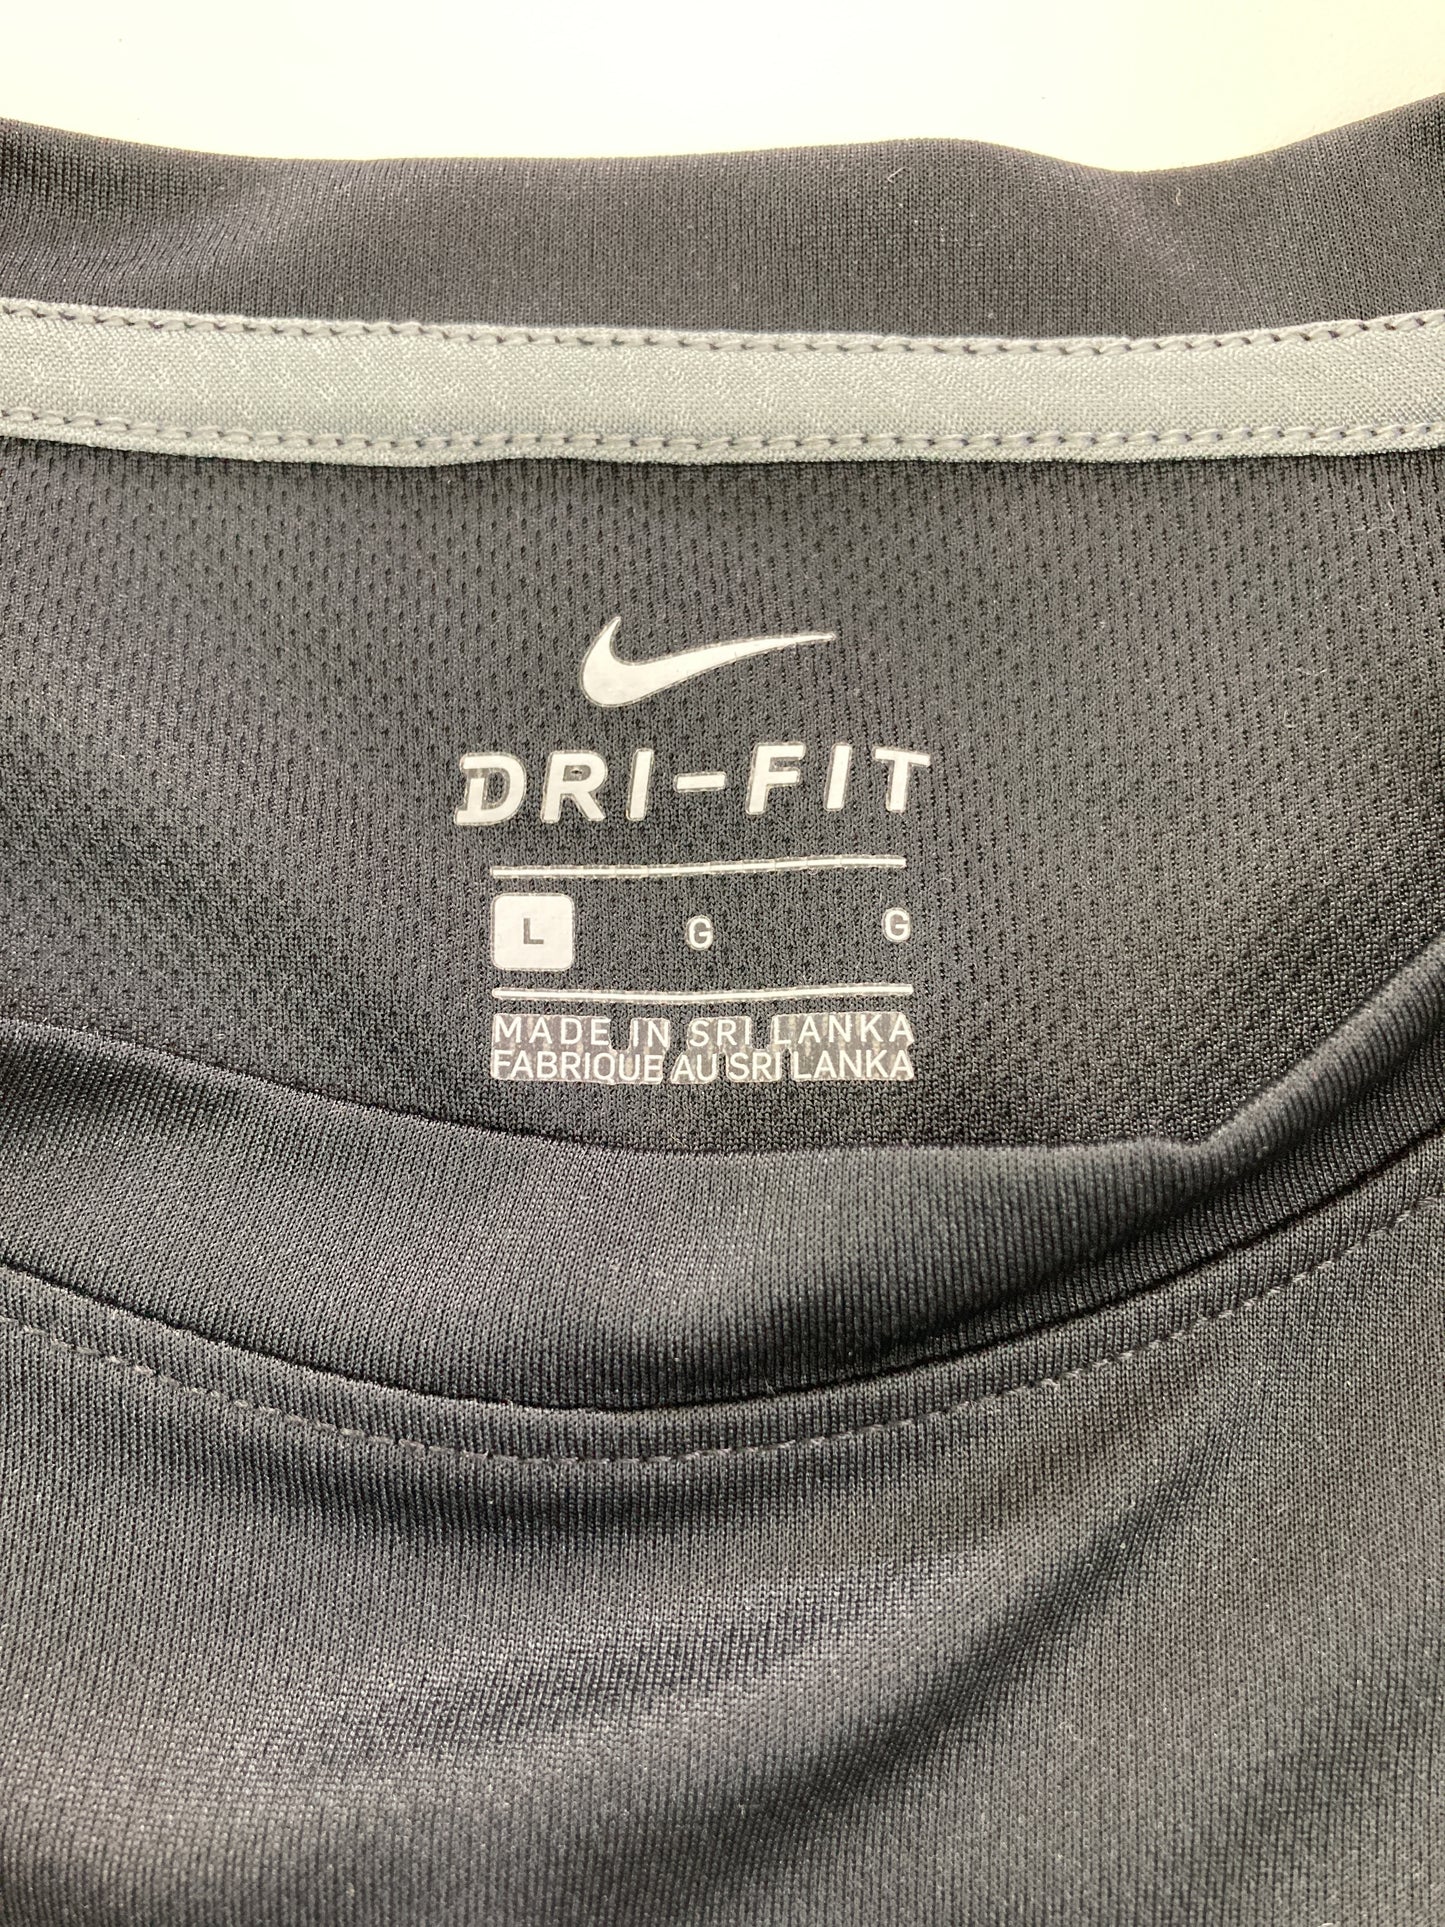 DRI-FIT
L G G
MADE IN SRI LANKA
FABRIQUE AU SRI LANKA